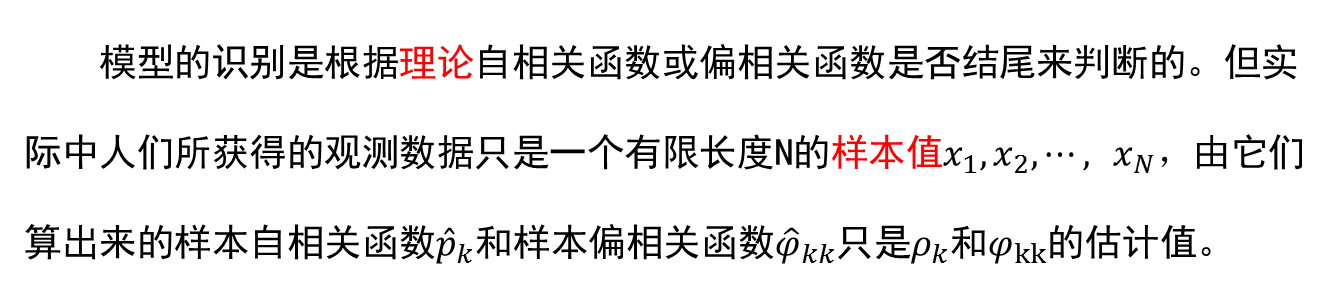 模型的识别是根据理论自相关函数或偏相关函数是否结尾来判断的。但实
际中人们所获得的观测数据只是一个有限长度N的样本值x₁, x₂, ⋯, x_N，由它们
算出来的样本自相关函数p̂ₖ和样本偏相关函数φ̂ₖₖ只是ρₖ和φₖₖ的估计值。